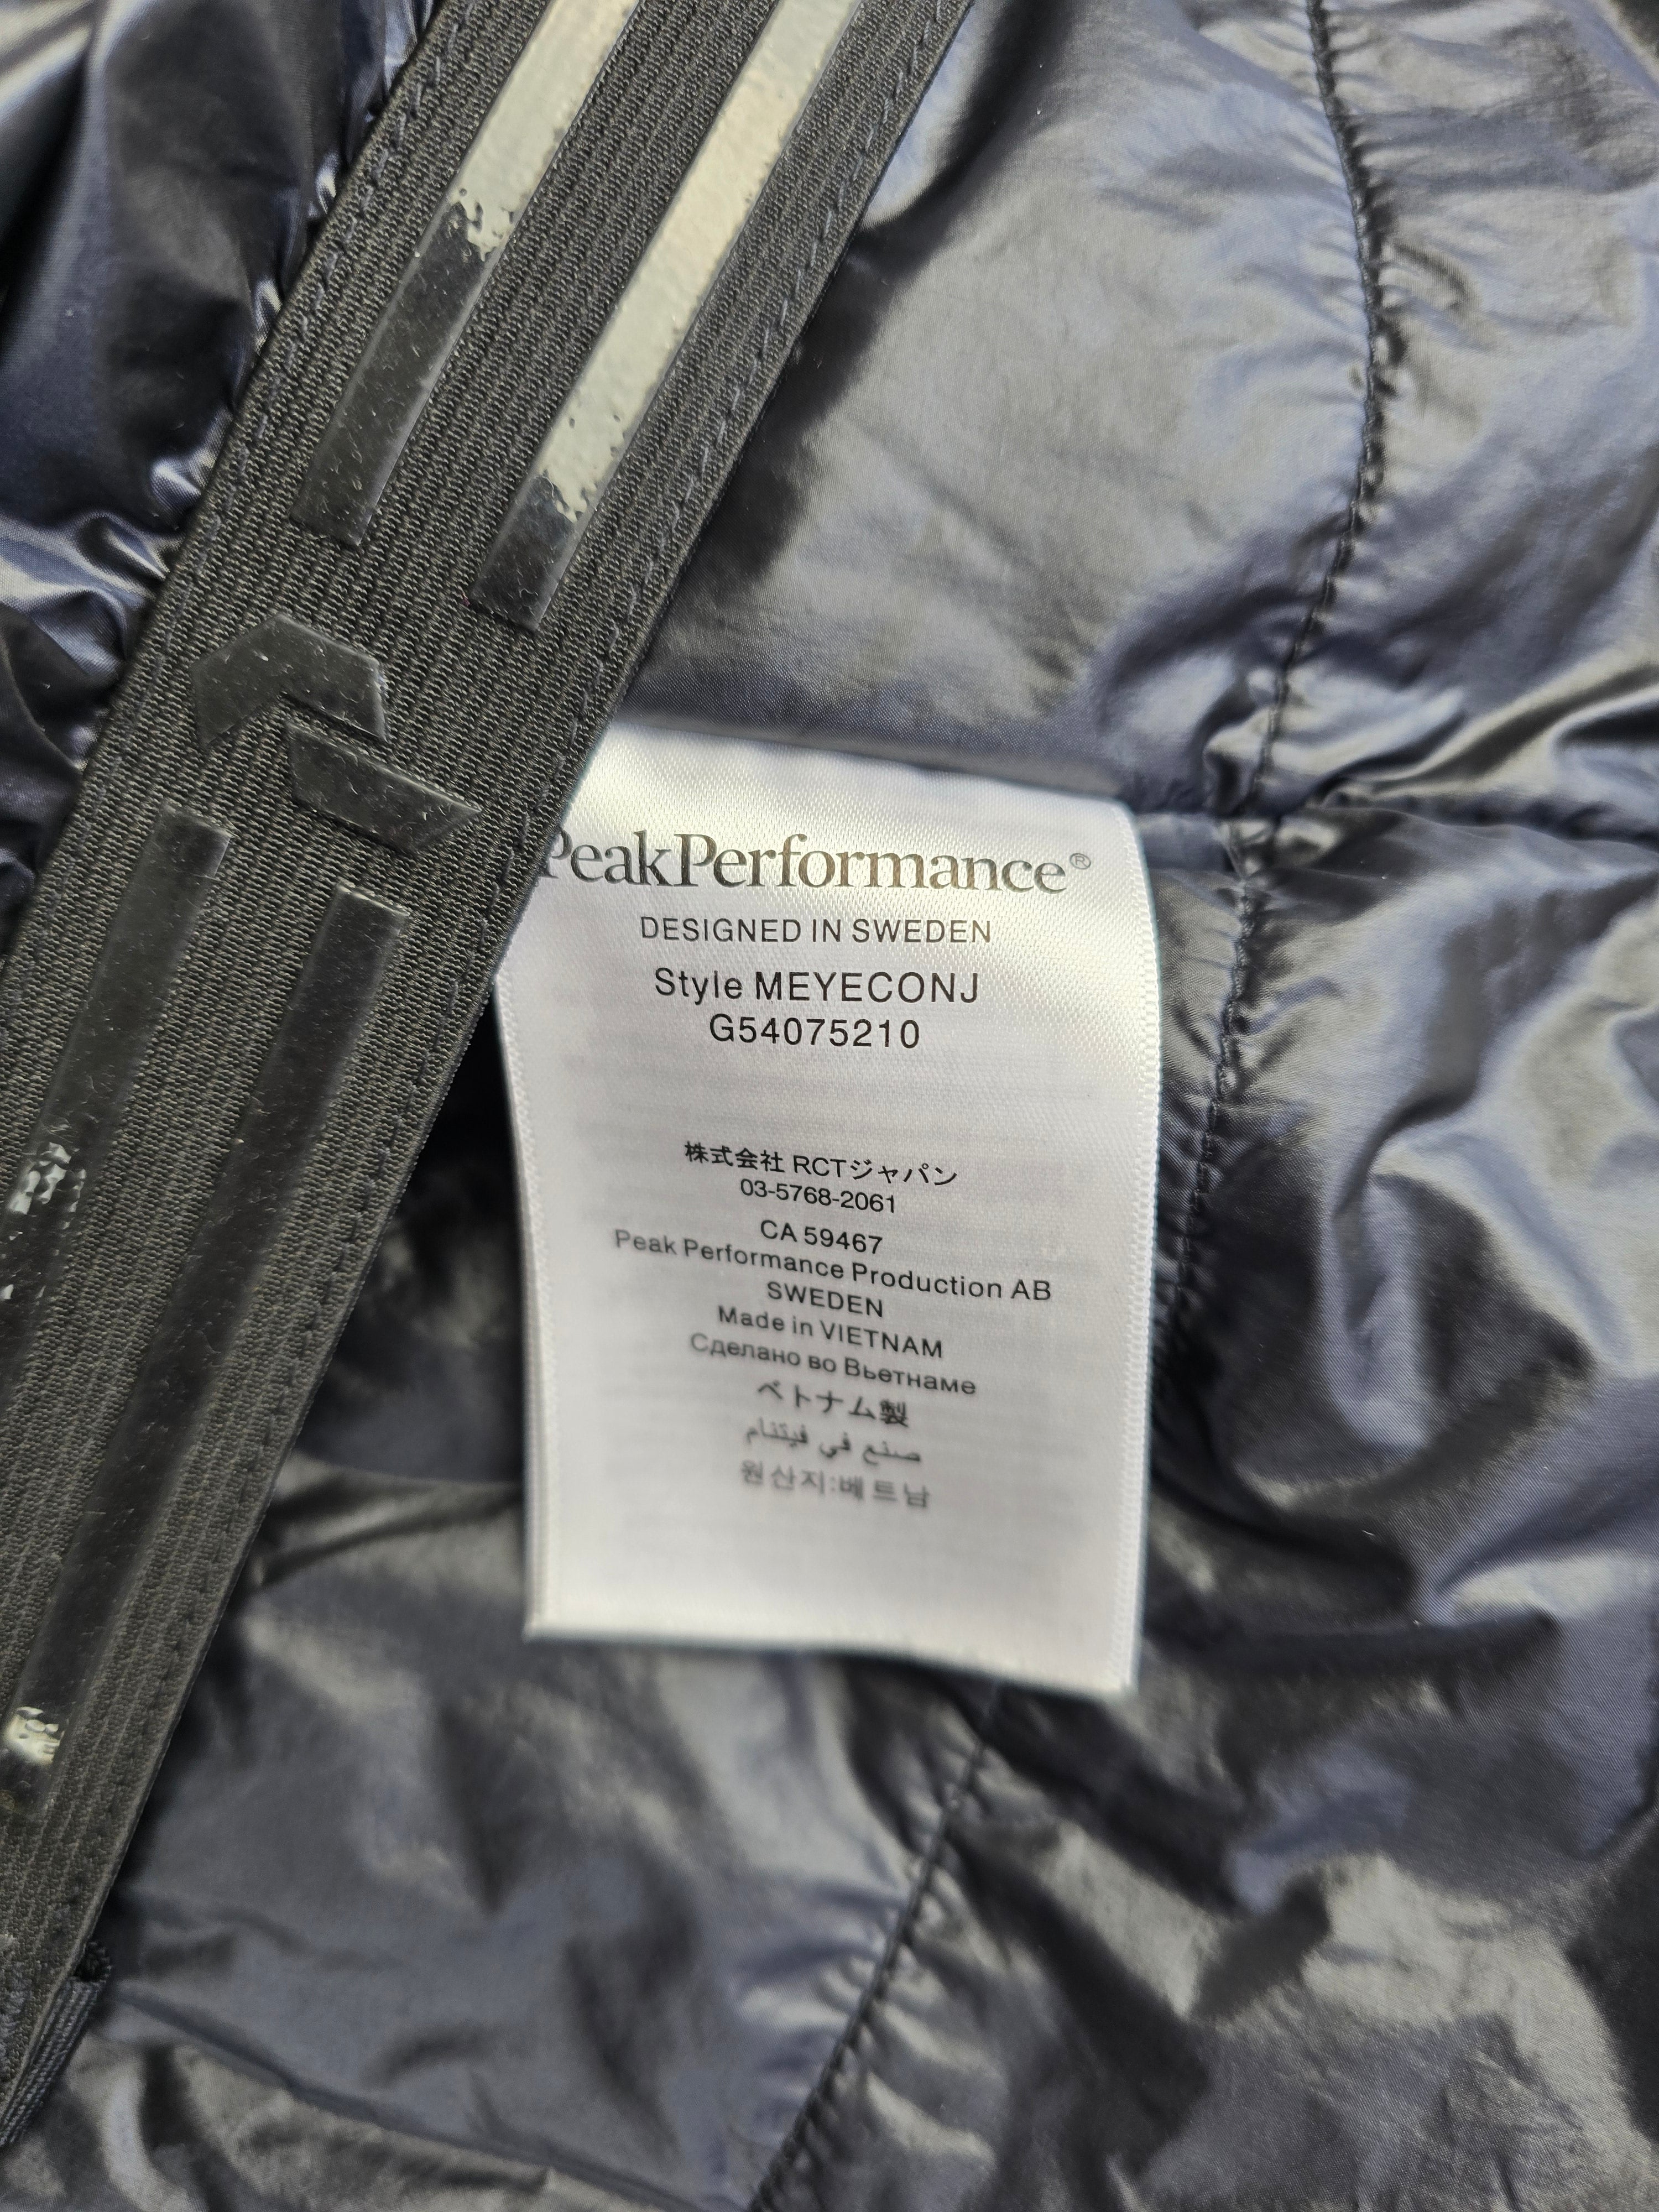 PeakPerformance®
DESIGNED IN SWEDEN
Style MEYECONJ
G54075210
株式会社 RCTジャパン
03-5768-2061
CA 59467
Peak Performance Production AB
SWEDEN
Made in VIETNAM
Сделано во Вьетнаме
ベトナム製
صنع في فيتنام
원산지:베트남